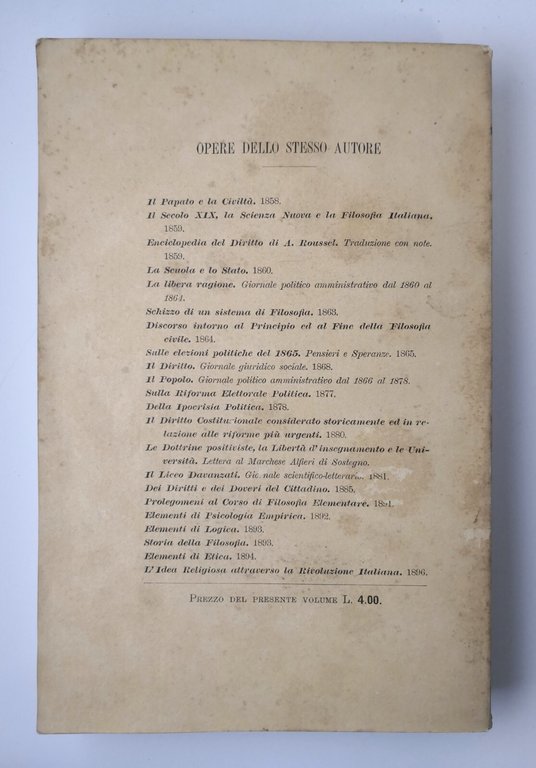 OPERE DELLO STESSO AUTORE
Il Papato e la Civiltà. 1858.
Il Secolo XIX, la Scienza Nuova e la Filosofia Italiana.
1859.
Enciclopedia del Diritto di A. Roussel. Traduzione con note.
1859.
La Scuola e lo Stato. 1860.
La libera ragione. Giornale politico amministrativo dal 1860 al
1864.
Schizzo di un sistema di Filosofia. 1863.
Discorso intorno al Principio ed al Fine della Filosofia
civile. 1864.
Sulle elezioni politiche del 1865. Pensieri e Speranze. 1865.
Il Diritto. Giornale giuridico sociale. 1868.
Il Popolo. Giornale politico amministrativo dal 1866 al 1878.
Sulla Riforma Elettorale Politica. 1877.
Della Ipocrisia Politica. 1878.
Il Diritto Costituzionale considerato storicamente ed in re-
lazione alle riforme più urgenti. 1880.
Le Dottrine positiviste, la Libertà d'insegnamento e le Uni-
versità. Lettera al Marchese Alfieri di Sostegno.
Il Liceo Davanzati. Giornale scientifico-letterario. 1881.
Dei Diritti e dei Doveri del Cittadino. 1885.
Prolegomeni al Corso di Filosofia Elementare.
Elementi di Psicologia Empirica. 1892.
Elementi di Logica. 1893.
Storia della Filosofia. 1893.
Elementi di Etica. 1894.
L'Idea Religiosa attraverso la Rivoluzione Italiana. 1896.
PREZZO DEL PRESENTE VOLUME L. 4.00.